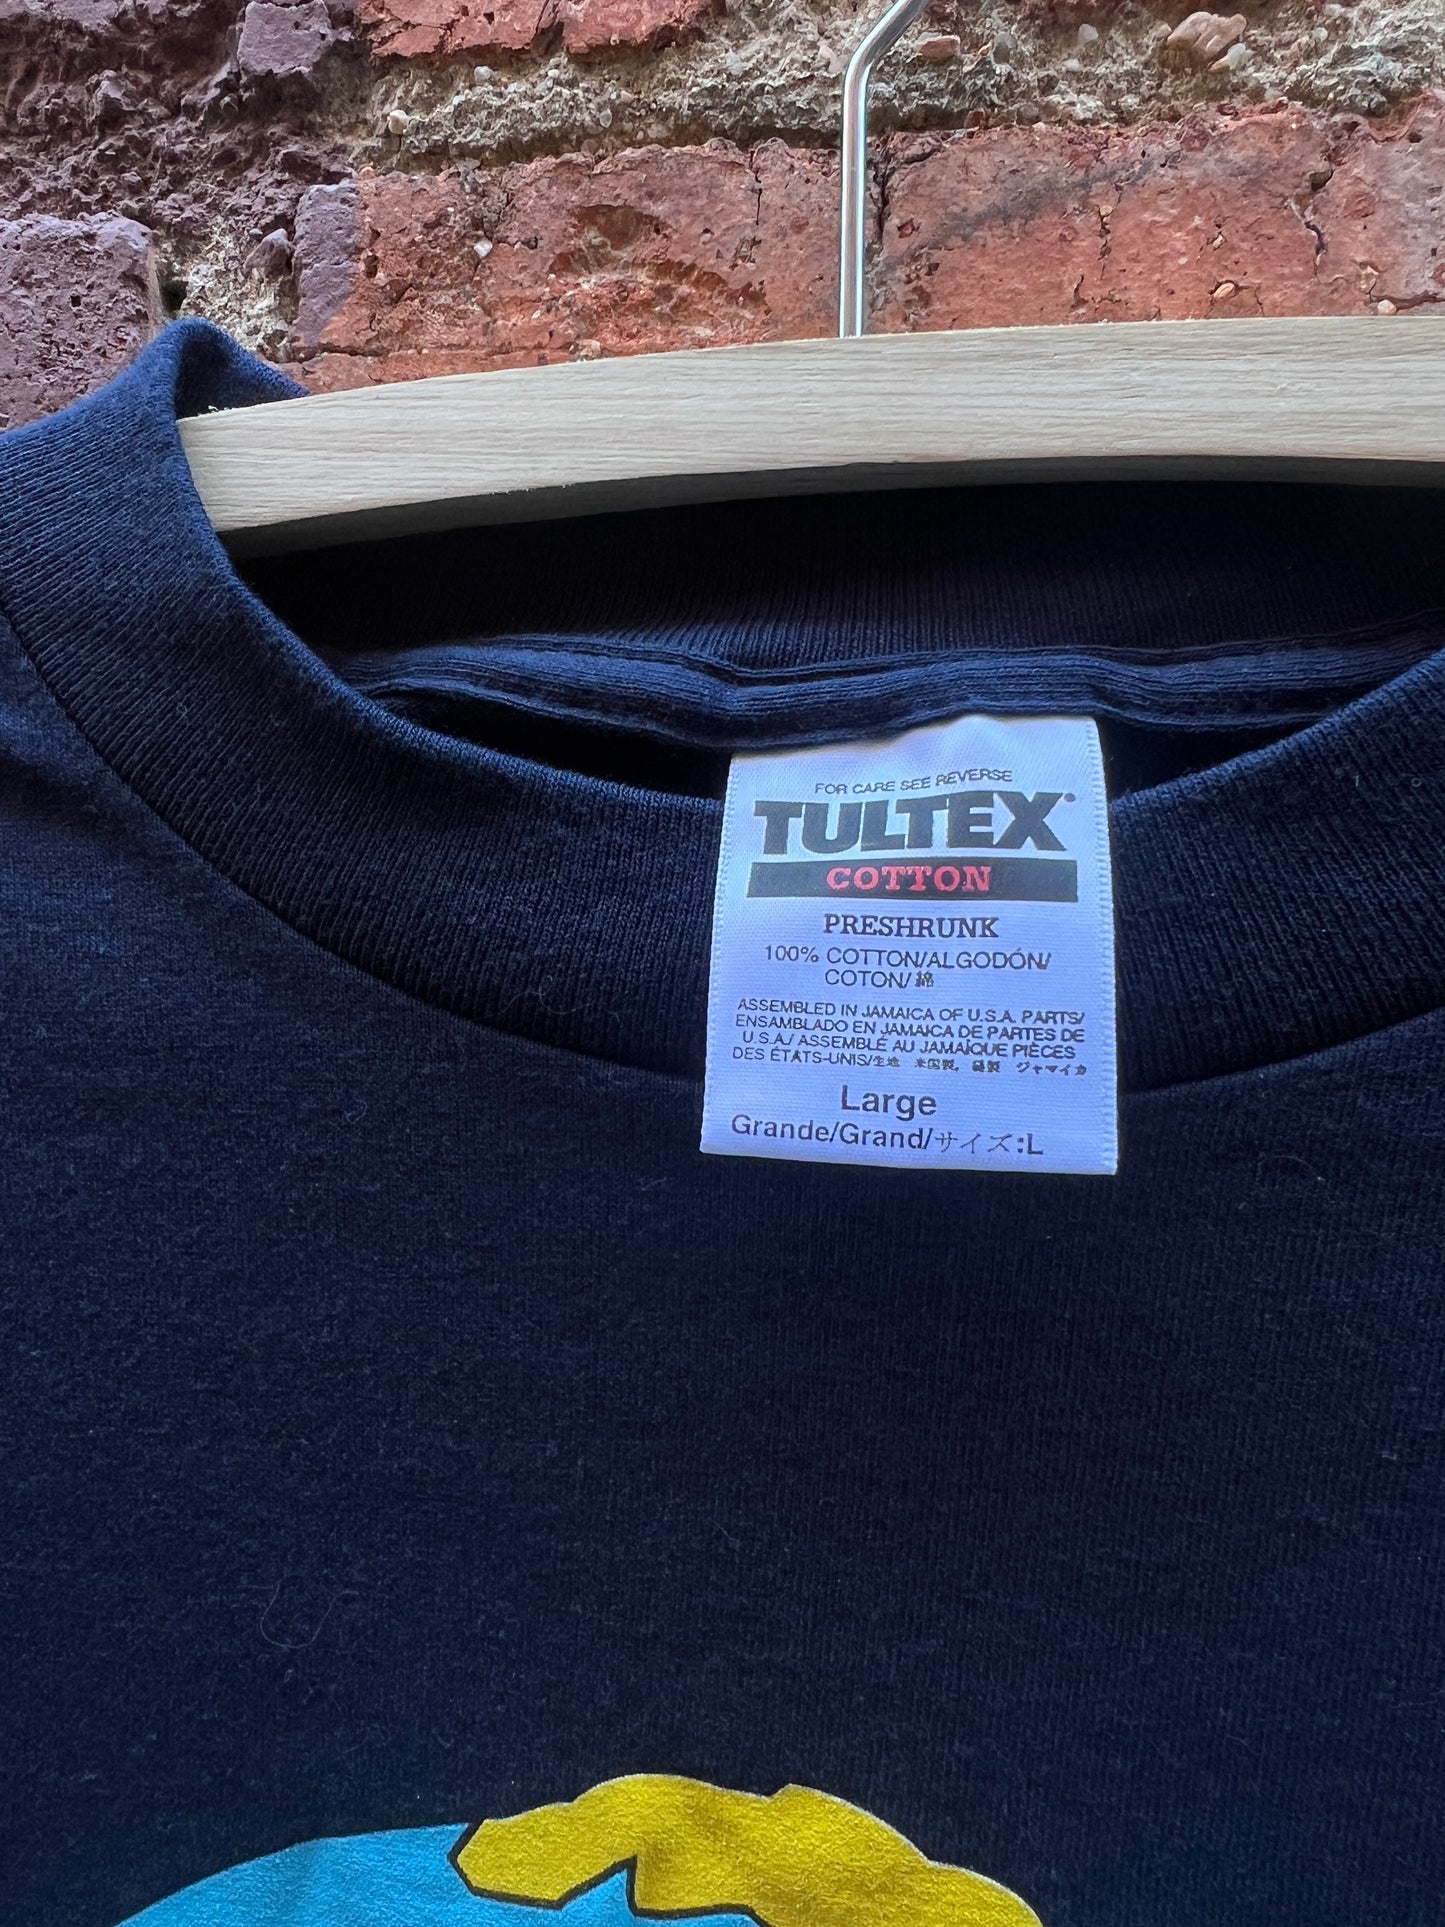 FOR CARE SEE REVERSE
TULTEX®
COTTON
PRESHRUNK
100% COTTON/ALGODÓN/
COTON/綿
ASSEMBLED IN JAMAICA OF U.S.A. PARTS/
ENSAMBLADO EN JAMAICA DE PARTES DE
U.S.A./ ASSEMBLÉ AU JAMAÏQUE PIÈCES
DES ÉTATS-UNIS/生地 米国製, 縫製 ジャマイカ
Large
Grande/Grand/サイズ:L